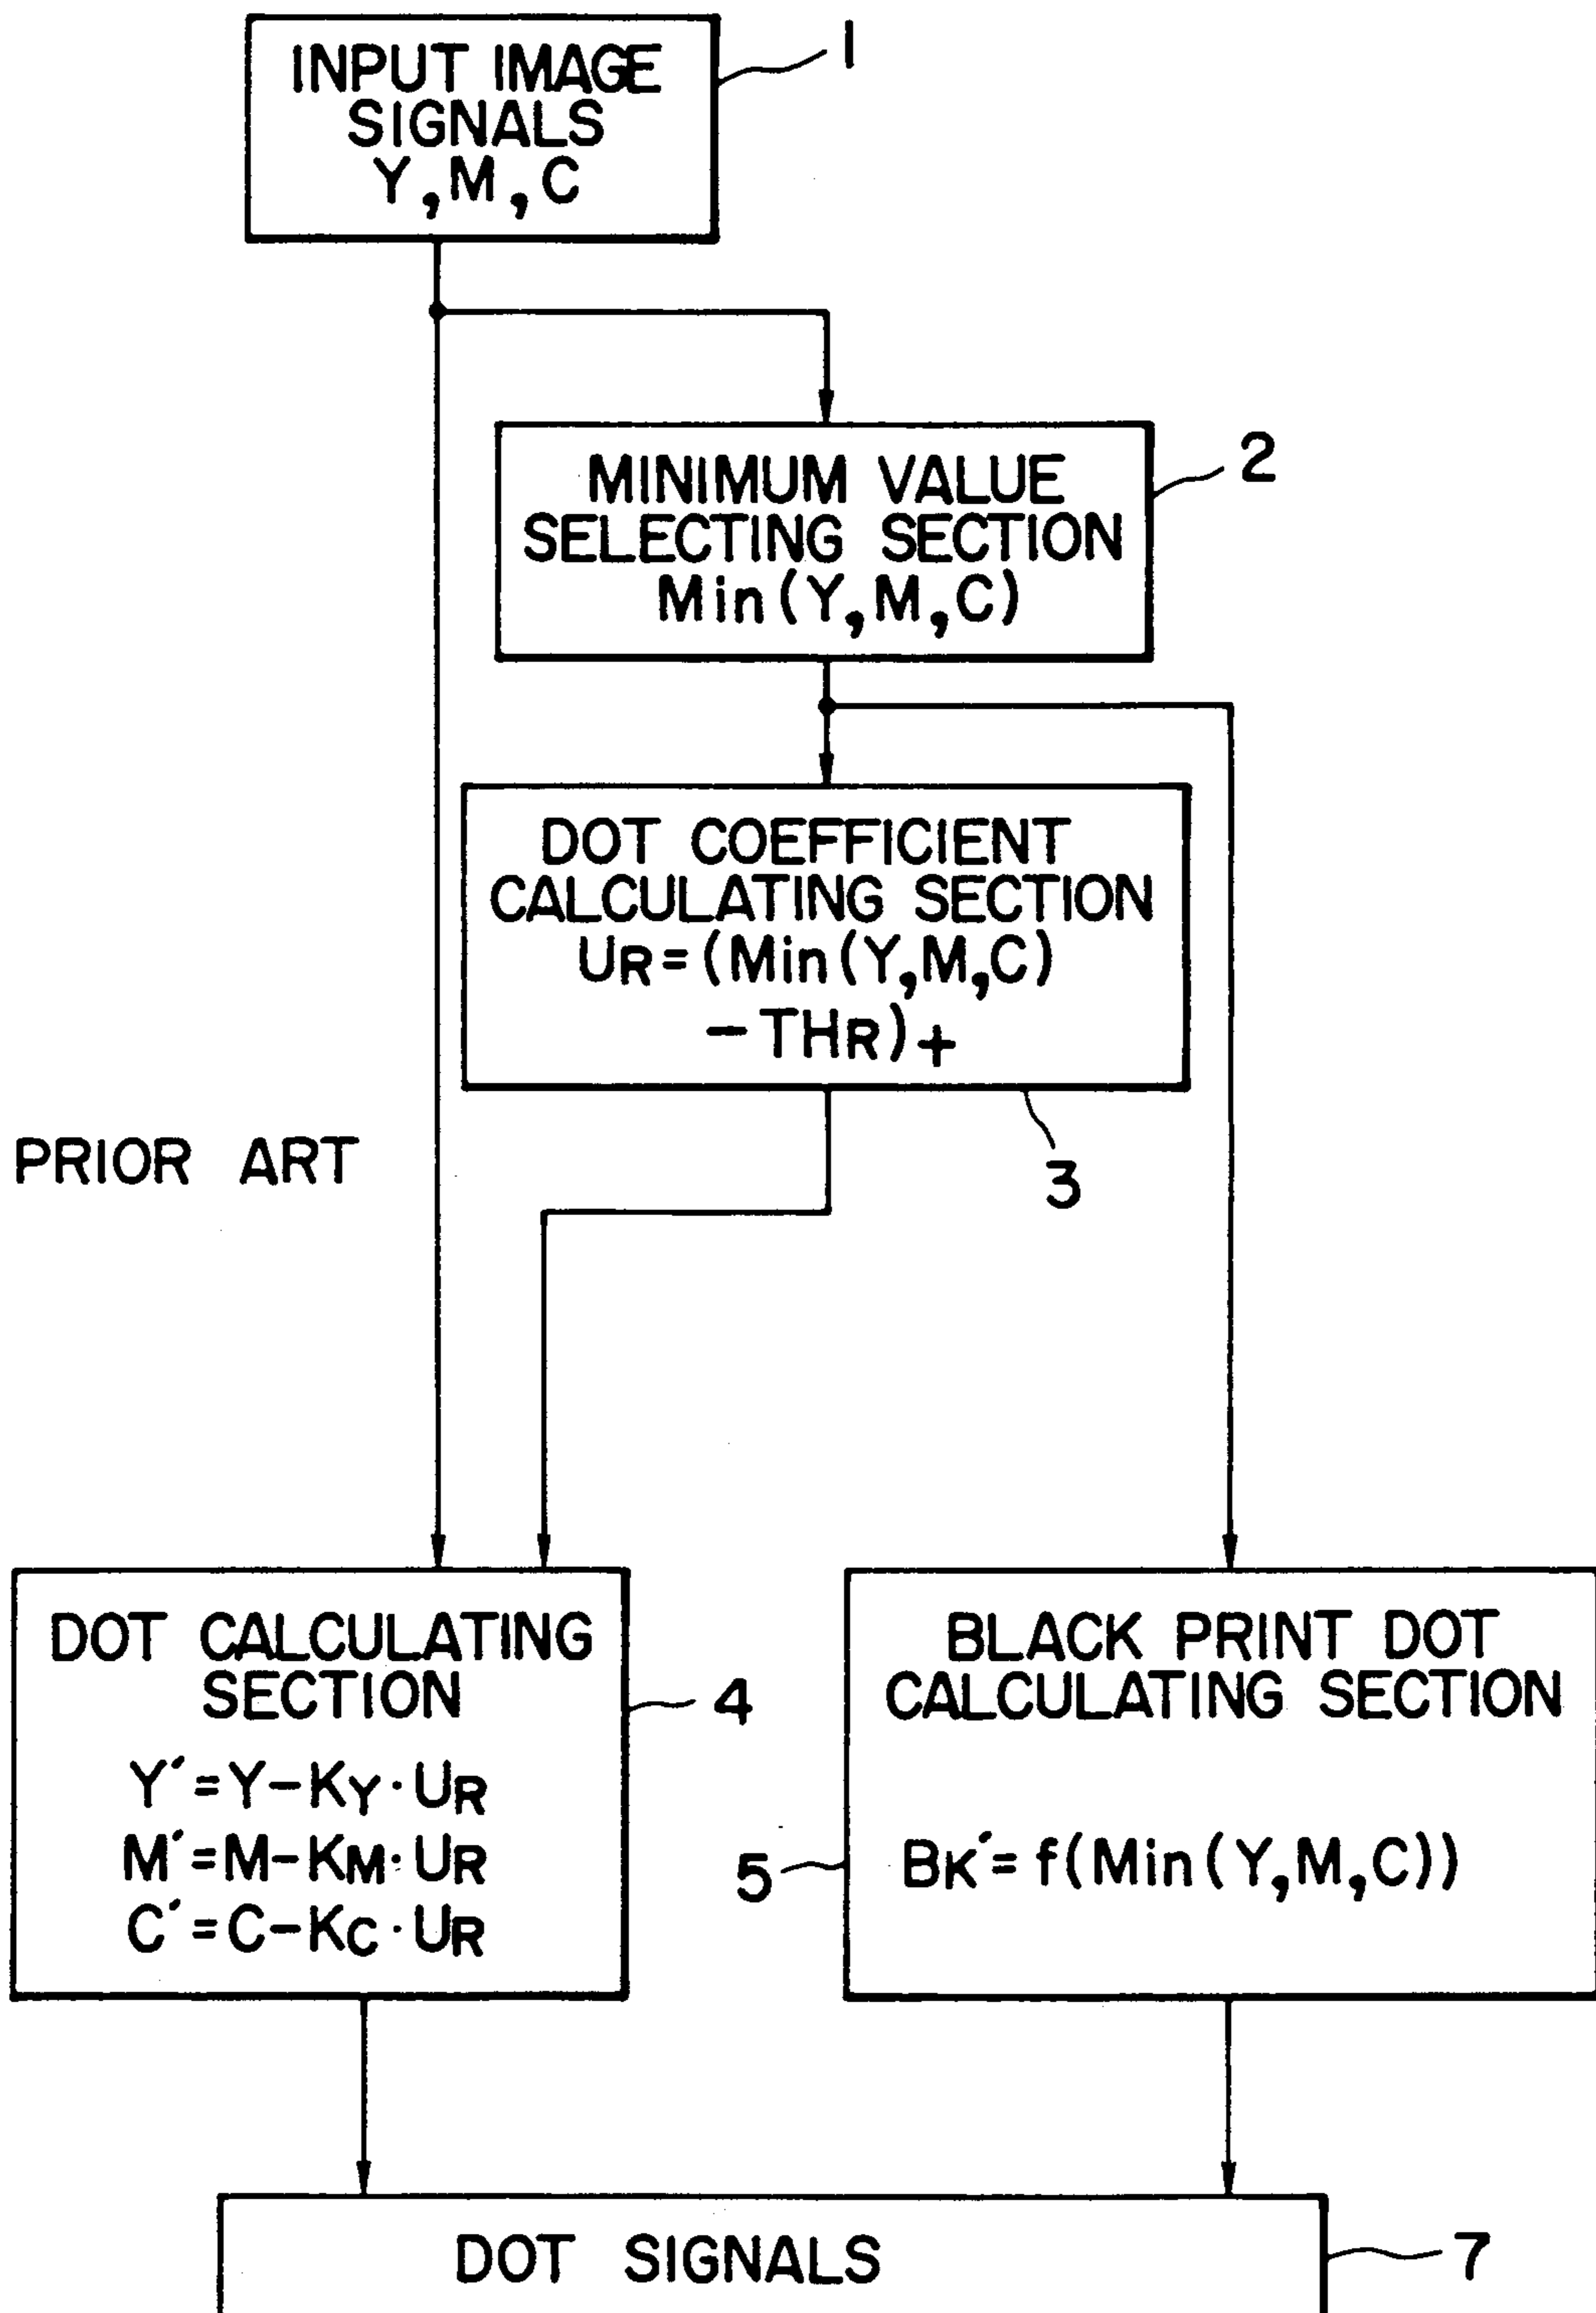 INPUT IMAGE
SIGNALS
Y, M, C
1
MINIMUM VALUE
SELECTING SECTION
Min (Y, M, C)
2
DOT COEFFICIENT
CALCULATING SECTION
UR = (Min (Y, M, C)
- THR)+
3
PRIOR ART
DOT CALCULATING
SECTION
Y' = Y - KY · UR
M' = M - KM · UR
C' = C - KC · UR
4
BLACK PRINT DOT
CALCULATING SECTION
BK' = f(Min (Y, M, C))
5
DOT SIGNALS
7